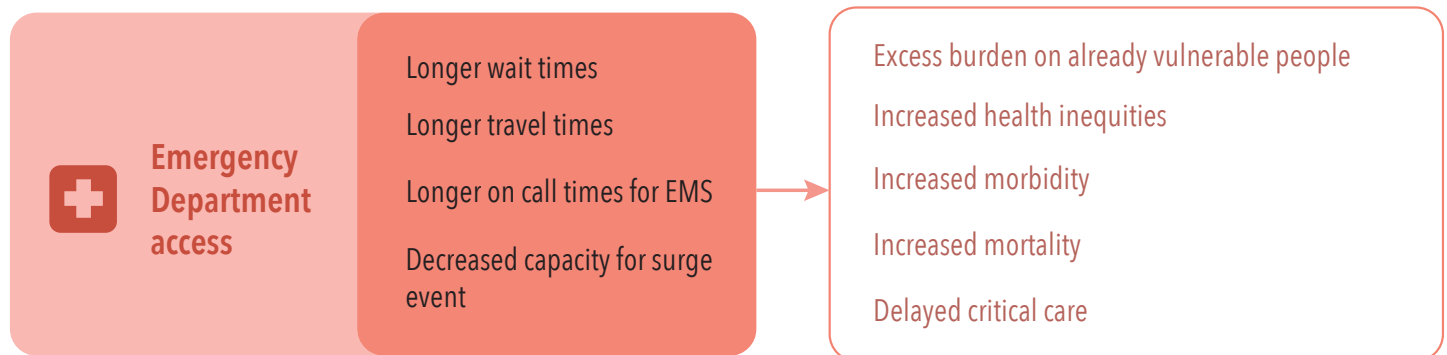 Emergency
Department
access
Longer wait times
Longer travel times
Longer on call times for EMS
Decreased capacity for surge
event
Excess burden on already vulnerable people
Increased health inequities
Increased morbidity
Increased mortality
Delayed critical care